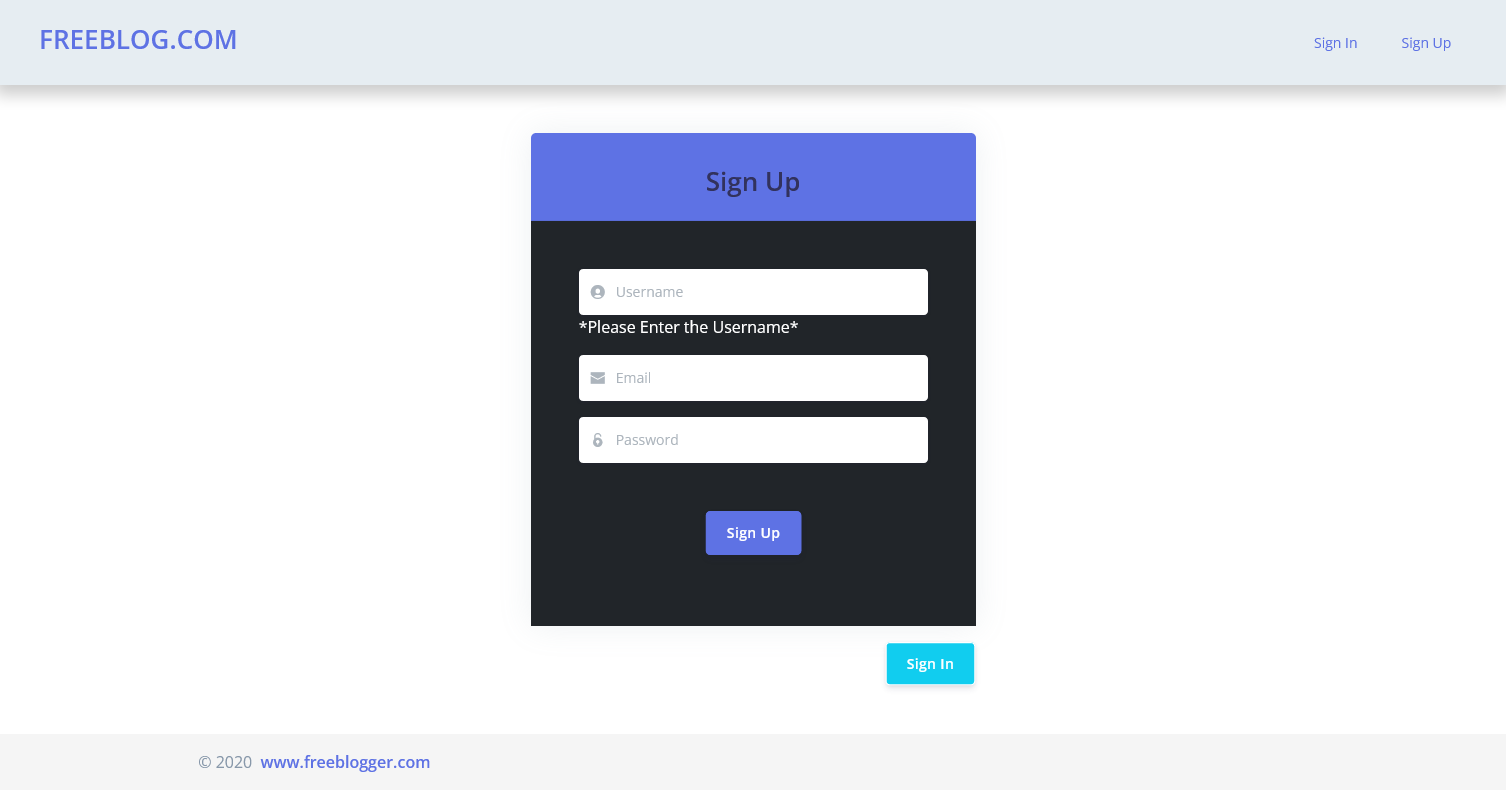 FREEBLOG.COM
Sign In
Sign Up
Sign Up
Username
*Please Enter the Username*
Email
Password
Sign Up
Sign In
© 2020 www.freeblogger.com